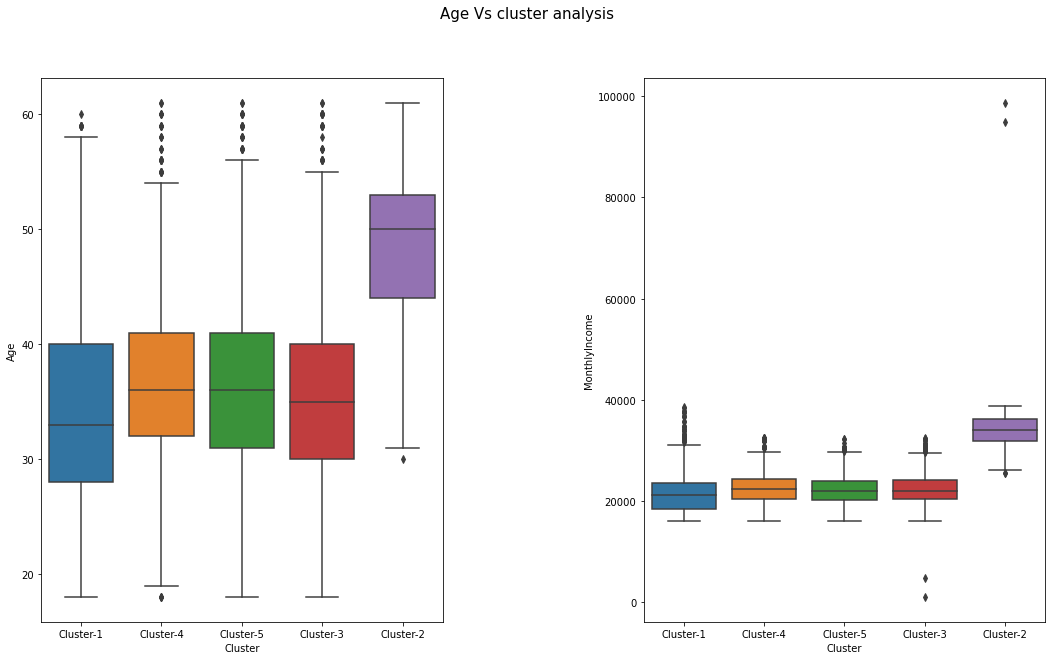 Age Vs cluster analysis
60
50
40
30
20
Age
Cluster-1 Cluster-4 Cluster-5 Cluster-3 Cluster-2
Cluster
100000
80000
60000
40000
20000
0
MonthlyIncome
Cluster-1 Cluster-4 Cluster-5 Cluster-3 Cluster-2
Cluster